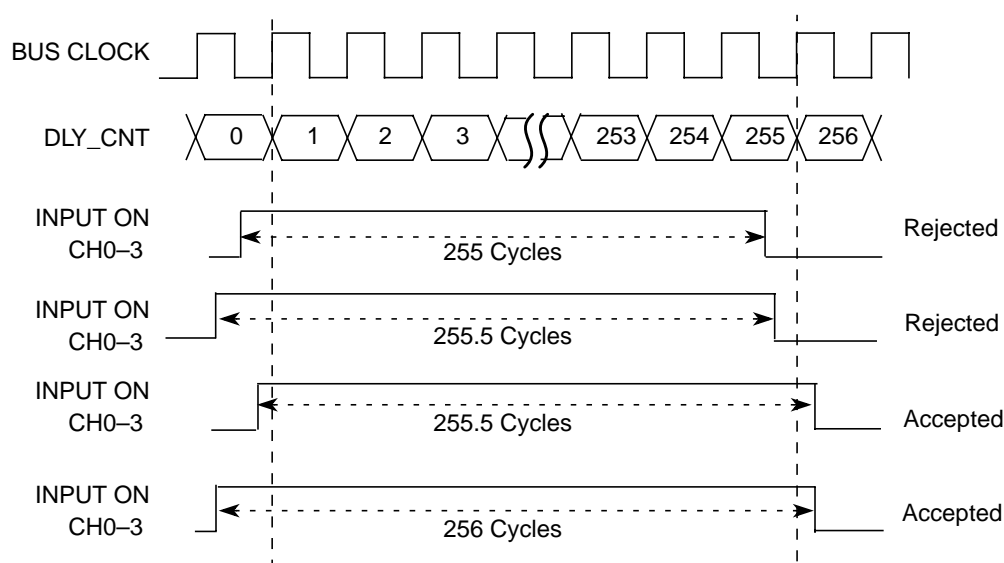 BUS CLOCK
DLY_CNT 0 1 2 3 253 254 255 256
INPUT ON
CH0–3
255 Cycles
Rejected
INPUT ON
CH0–3
255.5 Cycles
Rejected
INPUT ON
CH0–3
255.5 Cycles
Accepted
INPUT ON
CH0–3
256 Cycles
Accepted